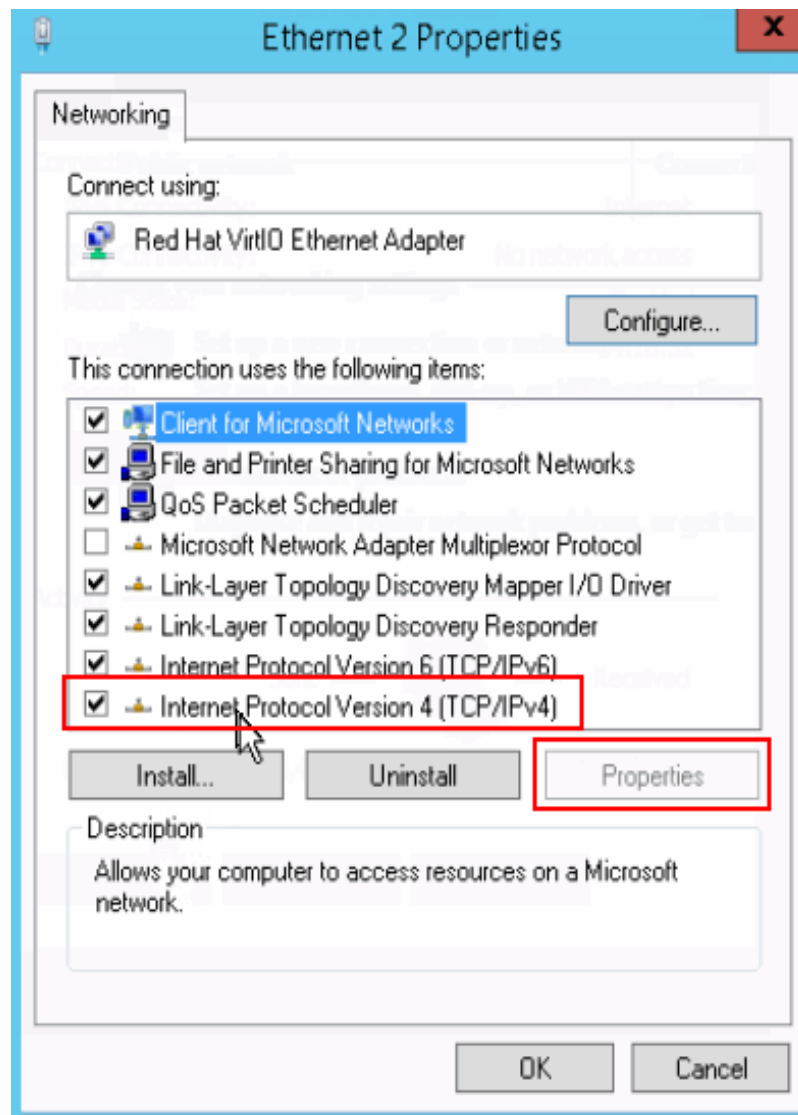 Ethernet 2 Properties
X
Networking
Connect using:
Red Hat VirtIO Ethernet Adapter
Configure...
This connection uses the following items:
Client for Microsoft Networks
File and Printer Sharing for Microsoft Networks
QoS Packet Scheduler
Microsoft Network Adapter Multiplexor Protocol
Link-Layer Topology Discovery Mapper I/O Driver
Link-Layer Topology Discovery Responder
Internet Protocol Version 6 (TCP/IPv6)
Internet Protocol Version 4 (TCP/IPv4)
Install...
Uninstall
Properties
Description
Allows your computer to access resources on a Microsoft
network.
OK
Cancel